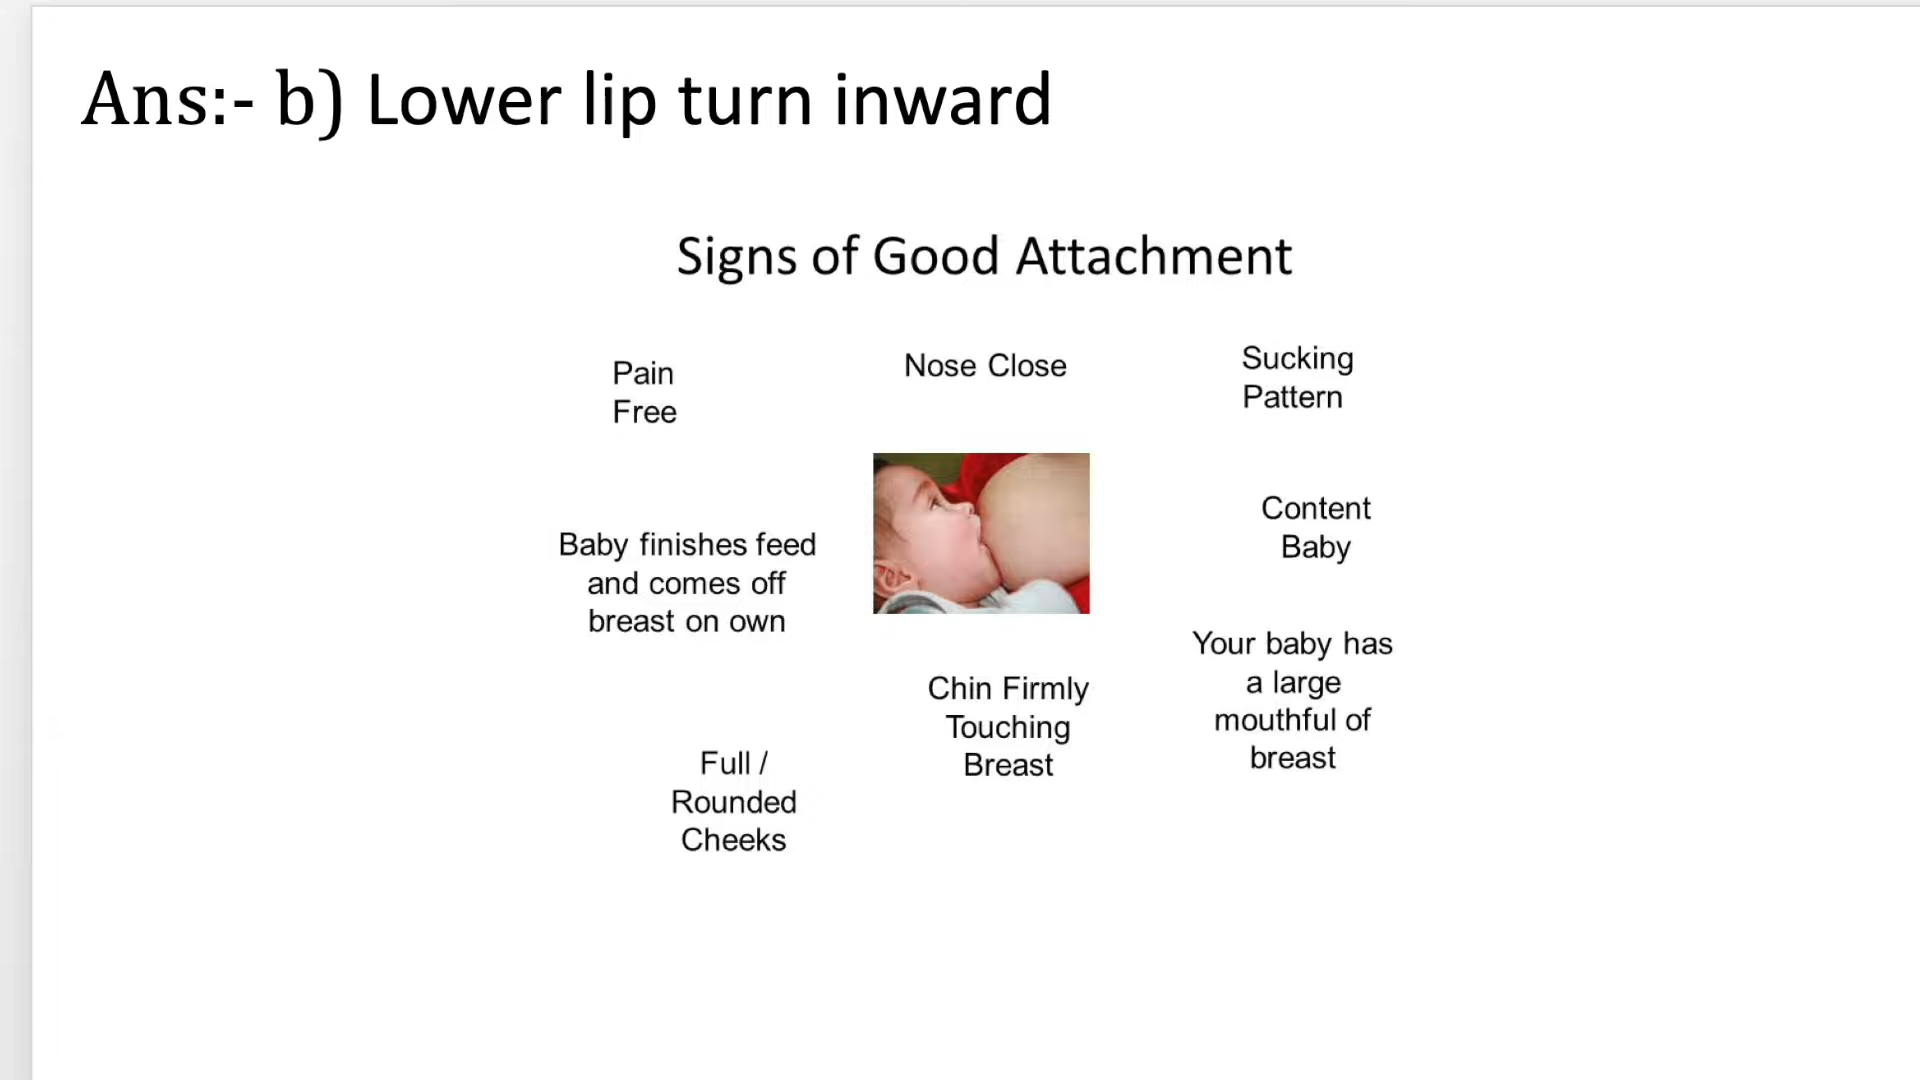 Ans:- b) Lower lip turn inward
Signs of Good Attachment
Pain
Free
Nose Close
Sucking
Pattern
Baby finishes feed
and comes off
breast on own
Content
Baby
Chin Firmly
Touching
Breast
Your baby has
a large
mouthful of
breast
Full /
Rounded
Cheeks